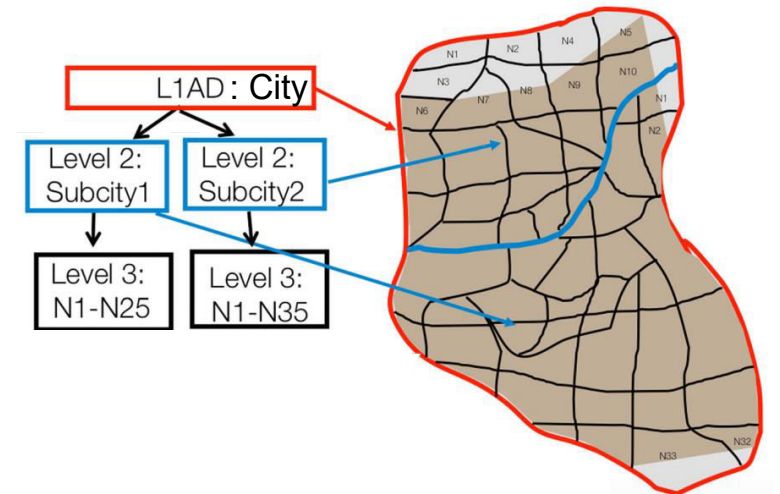 L1AD : City
Level 2:
Subcity1
Level 2:
Subcity2
Level 3:
N1-N25
Level 3:
N1-N35
N1
N2
N4
N5
N3
N6
N7
N8
N9
N10
N1
N2
N33
N32